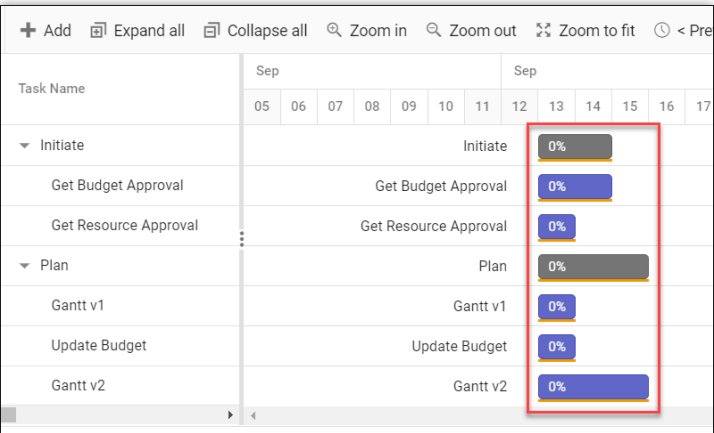 Add Expand all Collapse all Zoom in Zoom out Zoom to fit < Pre
Task Name
Sep Sep
05 06 07 08 09 10 11 12 13 14 15 16 17
Initiate Initiate 0%
Get Budget Approval Get Budget Approval 0%
Get Resource Approval Get Resource Approval 0%
Plan Plan 0%
Gantt v1 Gantt v1 0%
Update Budget Update Budget 0%
Gantt v2 Gantt v2 0%